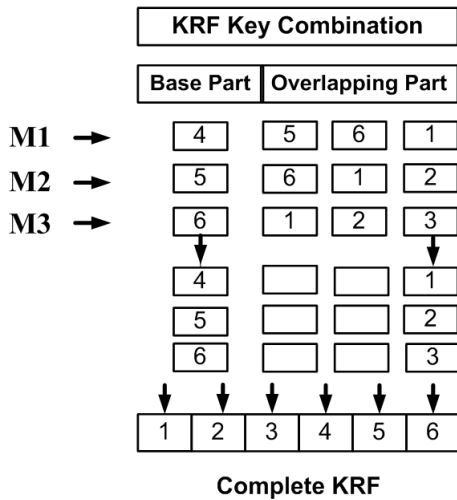 KRF Key Combination
Base Part Overlapping Part
M1 4 5 6 1
M2 5 6 1 2
M3 6 1 2 3
4 1
5 2
6 3
1 2 3 4 5 6
Complete KRF